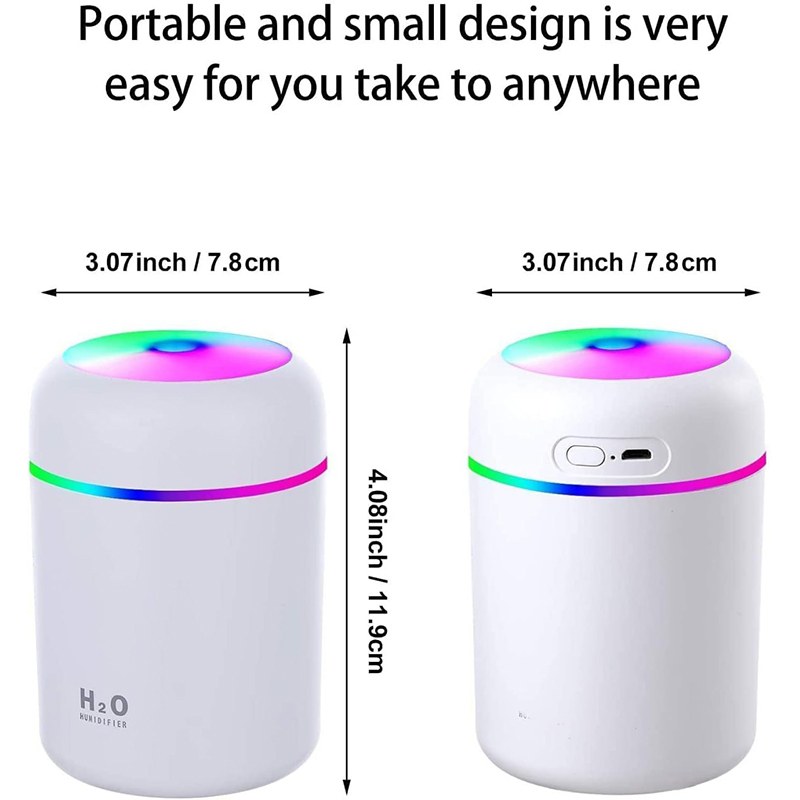 Portable and small design is very
easy for you take to anywhere
3.07inch / 7.8cm
3.07inch / 7.8cm
4.08inch / 11.9cm
H₂O
HUMIDIFIER